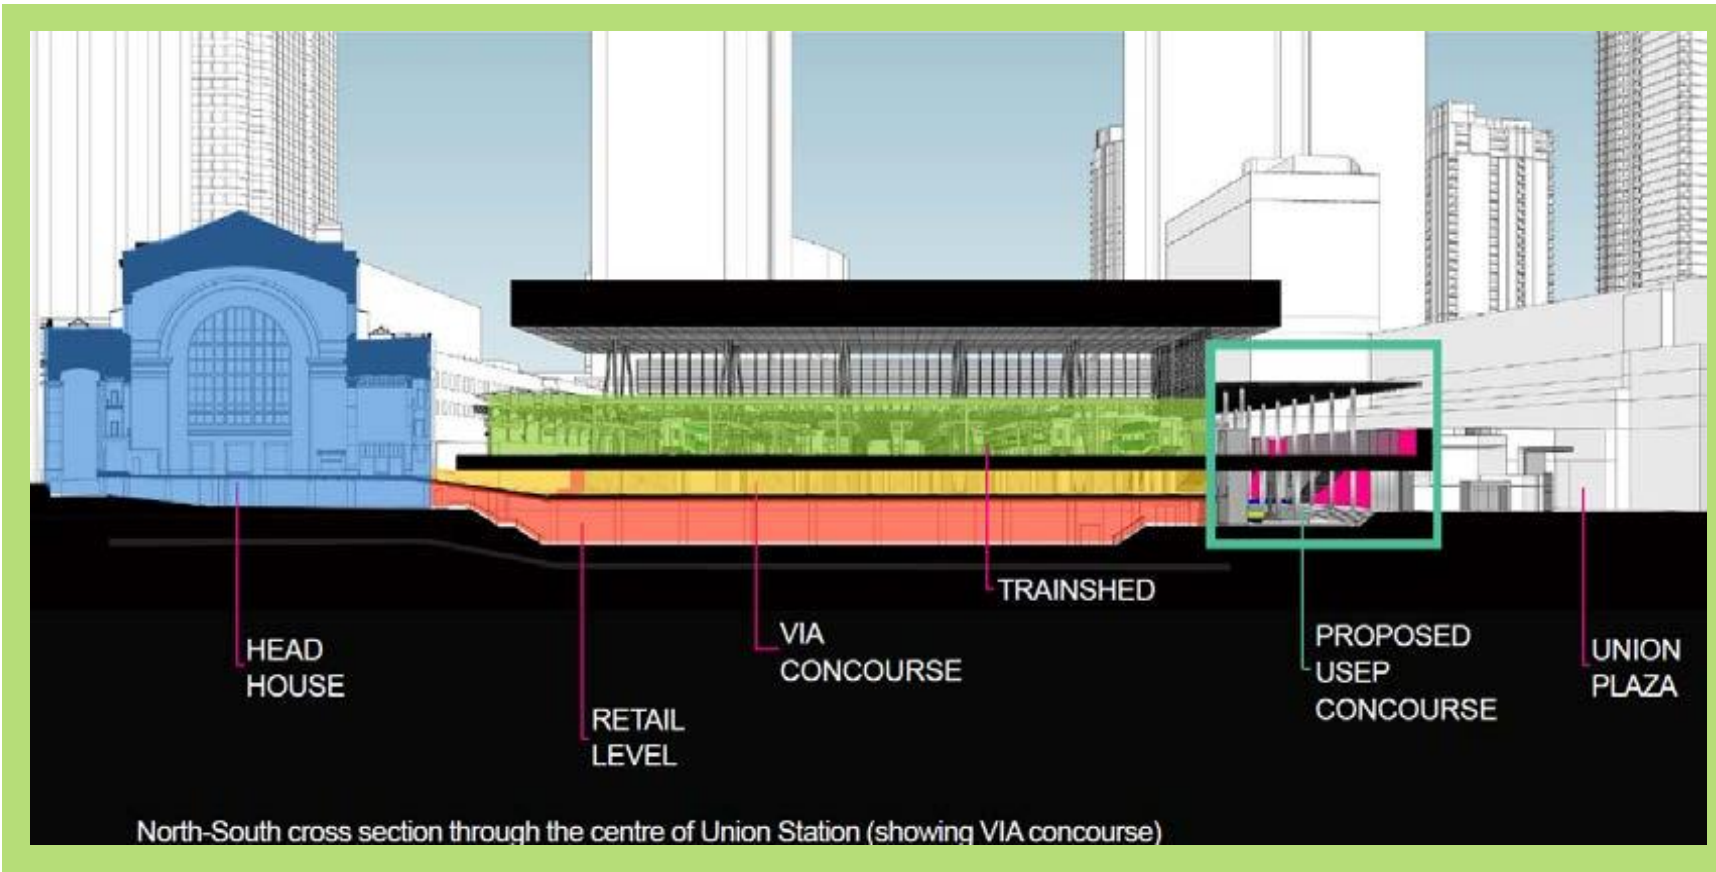 HEAD
HOUSE
RETAIL
LEVEL
VIA
CONCOURSE
TRAINSHED
PROPOSED
USEP
CONCOURSE
UNION
PLAZA
North-South cross section through the centre of Union Station (showing VIA concourse)